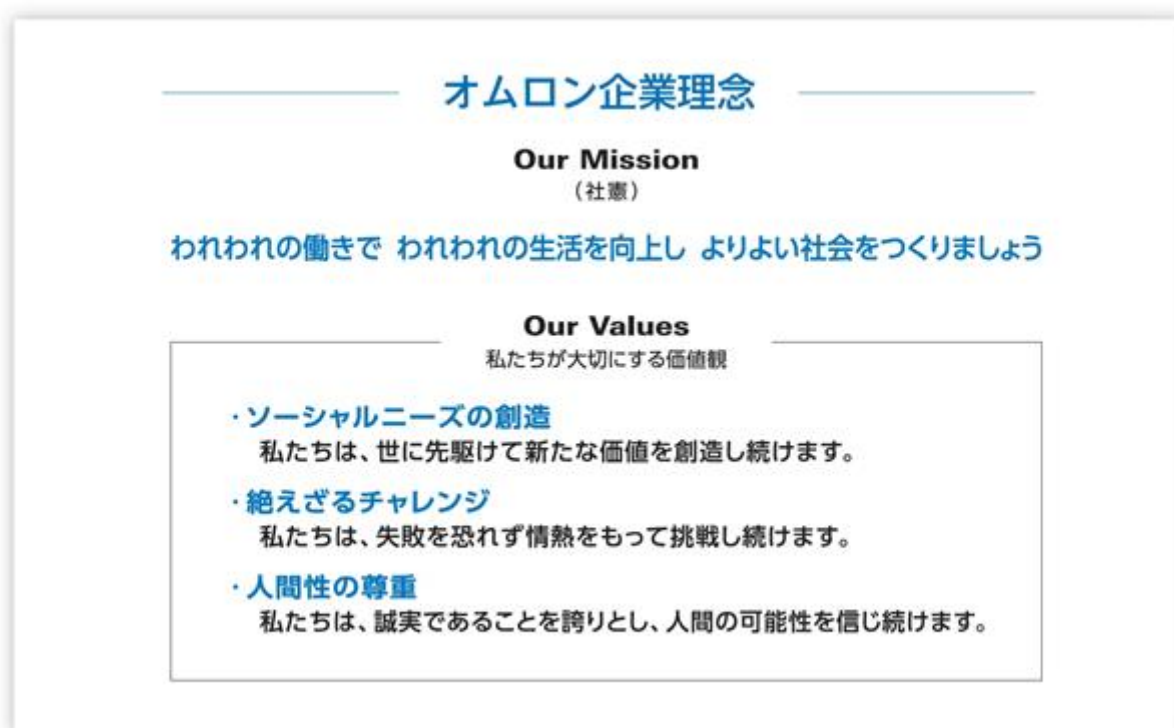 オムロン企業理念
Our Mission
（社憲）
われわれの働きで われわれの生活を向上し よりよい社会をつくりましょう
Our Values
私たちが大切にする価値観
・ソーシャルニーズの創造
私たちは、世に先駆けて新たな価値を創造し続けます。
・絶えざるチャレンジ
私たちは、失敗を恐れず情熱をもって挑戦し続けます。
・人間性の尊重
私たちは、誠実であることを誇りとし、人間の可能性を信じ続けます。